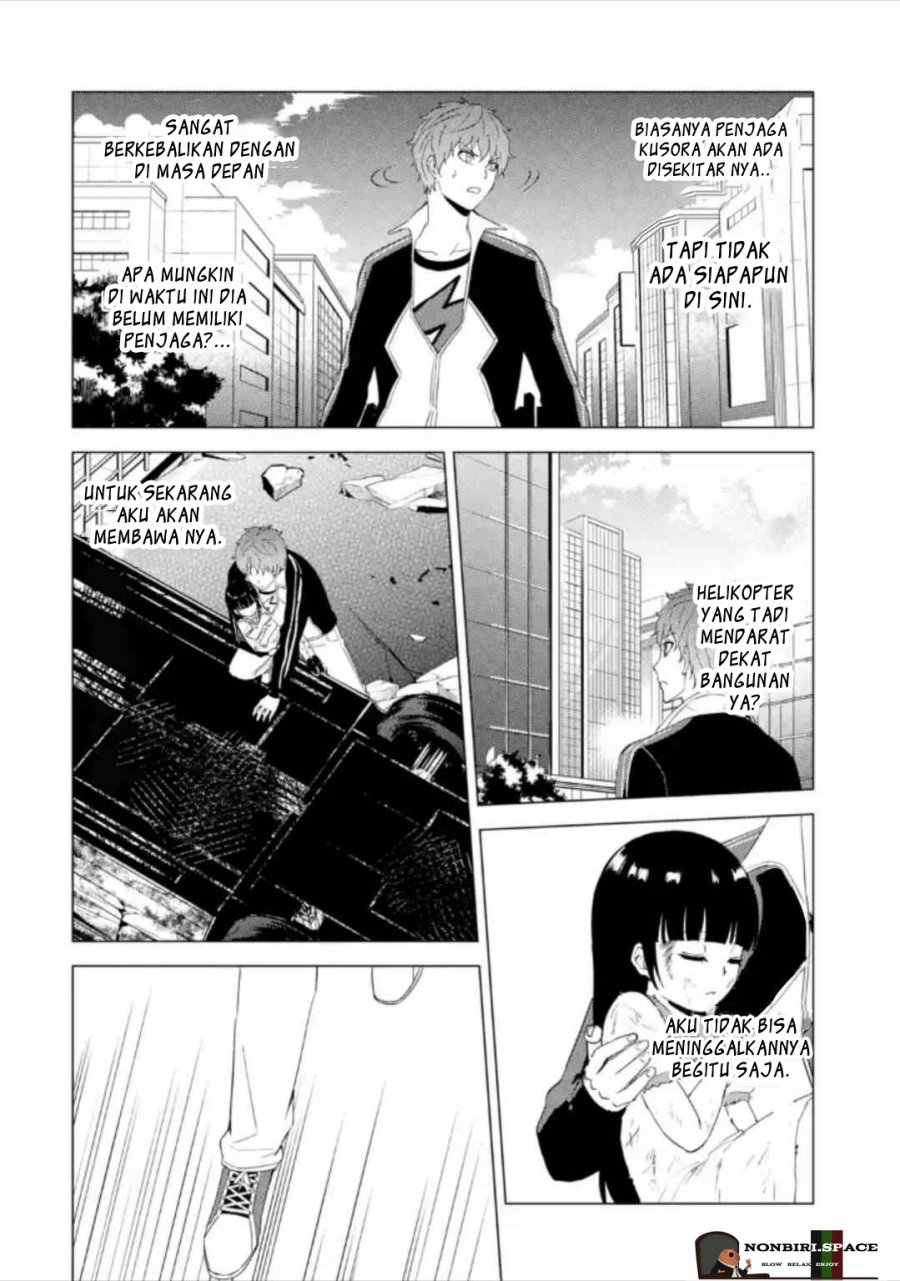 BIASANYA PENJAGA
KUSORA AKAN ADA
DISEKITAR NYA..
TAPI TIDAK
ADA SIAPAPUN
DI SINI.
SANGAT
BERKEBALIKAN DENGAN
DI MASA DEPAN
APA MUNGKIN
DI WAKTU INI DIA
BELUM MEMILIKI
PENJAGA?...
HELIKOPTER
YANG TADI
MENDARAT
DEKAT
BANGUNAN
YA?
UNTUK SEKARANG
AKU AKAN
MEMBAWA NYA.
AKU TIDAK BISA
MENINGGALKANNYA
BEGITU SAJA.
NONBIRI.SPACE
SLOW RELAX ENJOY